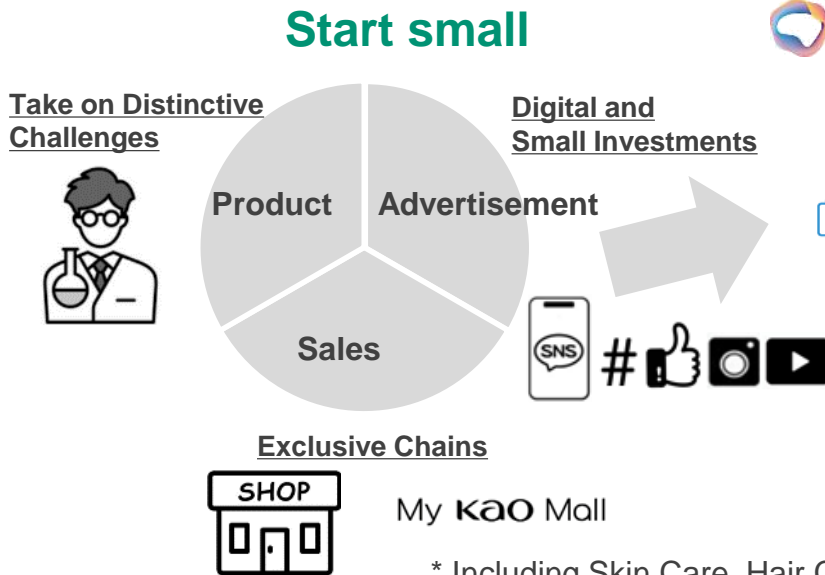 Start small
Take on Distinctive
Challenges
Digital and
Small Investments
Product
Advertisement
Sales
SNS
#
Exclusive Chains
SHOP
My Kao Mall
* Including Skin Care, Hair